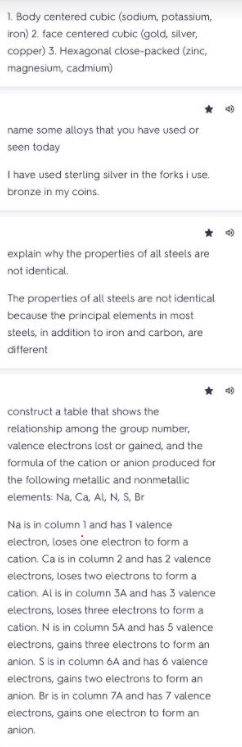 1. Body centered cubic (sodium, potassium,
iron) 2. face centered cubic (gold, silver,
copper) 3. Hexagonal close-packed (zinc,
magnesium, cadmium)
name some alloys that you have used or
seen today
I have used sterling silver in the forks i use.
bronze in my coins.
explain why the properties of all steels are
not identical.
The properties of all steels are not identical
because the principal elements in most
steels, in addition to iron and carbon, are
different
construct a table that shows the
relationship among the group number,
valence electrons lost or gained, and the
formula of the cation or anion produced for
the following metallic and nonmetallic
elements: Na, Ca, Al, N, S, Br
Na is in column 1 and has 1 valence
electron, loses one electron to form a
cation. Ca is in column 2 and has 2 valence
electrons, loses two electrons to form a
cation. Al is in column 3A and has 3 valence
electrons, loses three electrons to form a
cation. N is in column 5A and has 5 valence
electrons, gains three electrons to form an
anion. S is in column 6A and has 6 valence
electrons, gains two electrons to form an
anion. Br is in column 7A and has 7 valence
electrons, gains one electron to form an
anion.